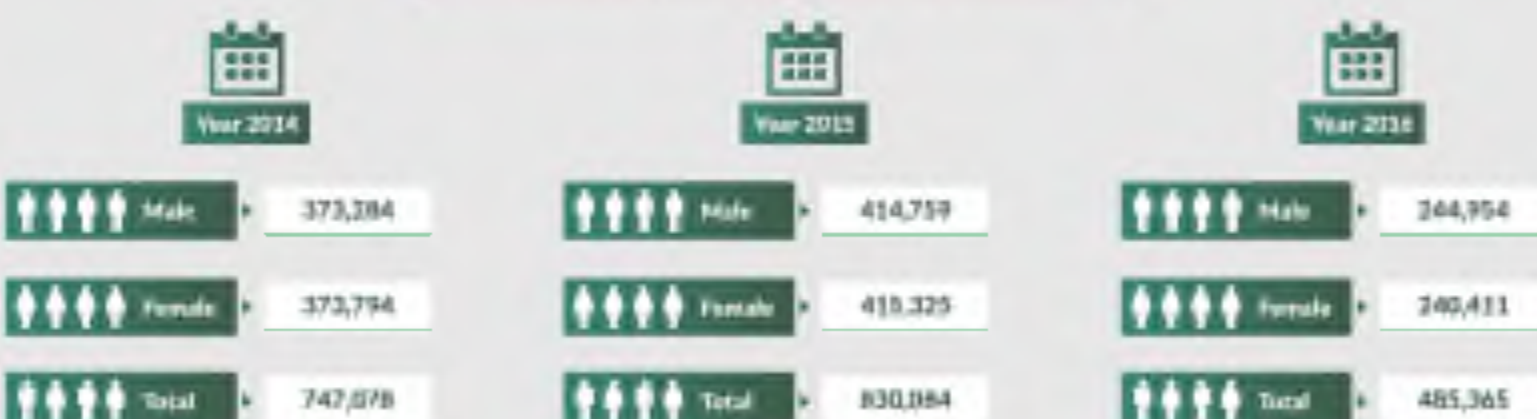 Year 2014 Year 2015 Year 2016
Male 373,284 Male 414,759 Male 244,954
Female 373,794 Female 415,325 Female 240,411
Total 747,078 Total 830,084 Total 485,365